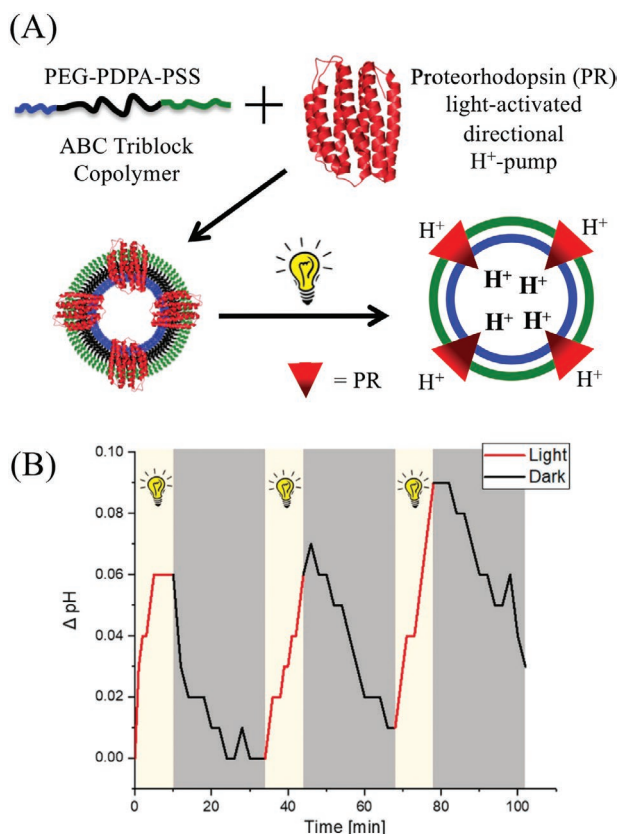 (A)
PEG-PDPA-PSS
ABC Triblock
Copolymer
+
Proteorhodopsin (PR)
light-activated
directional
H⁺-pump
H⁺
H⁺
H⁺ H⁺
H⁺ H⁺
H⁺
H⁺
= PR
(B)
Light
Dark
0.10
0.08
0.06
0.04
0.02
0.00
Δ pH
0
20
40
60
80
100
Time [min]